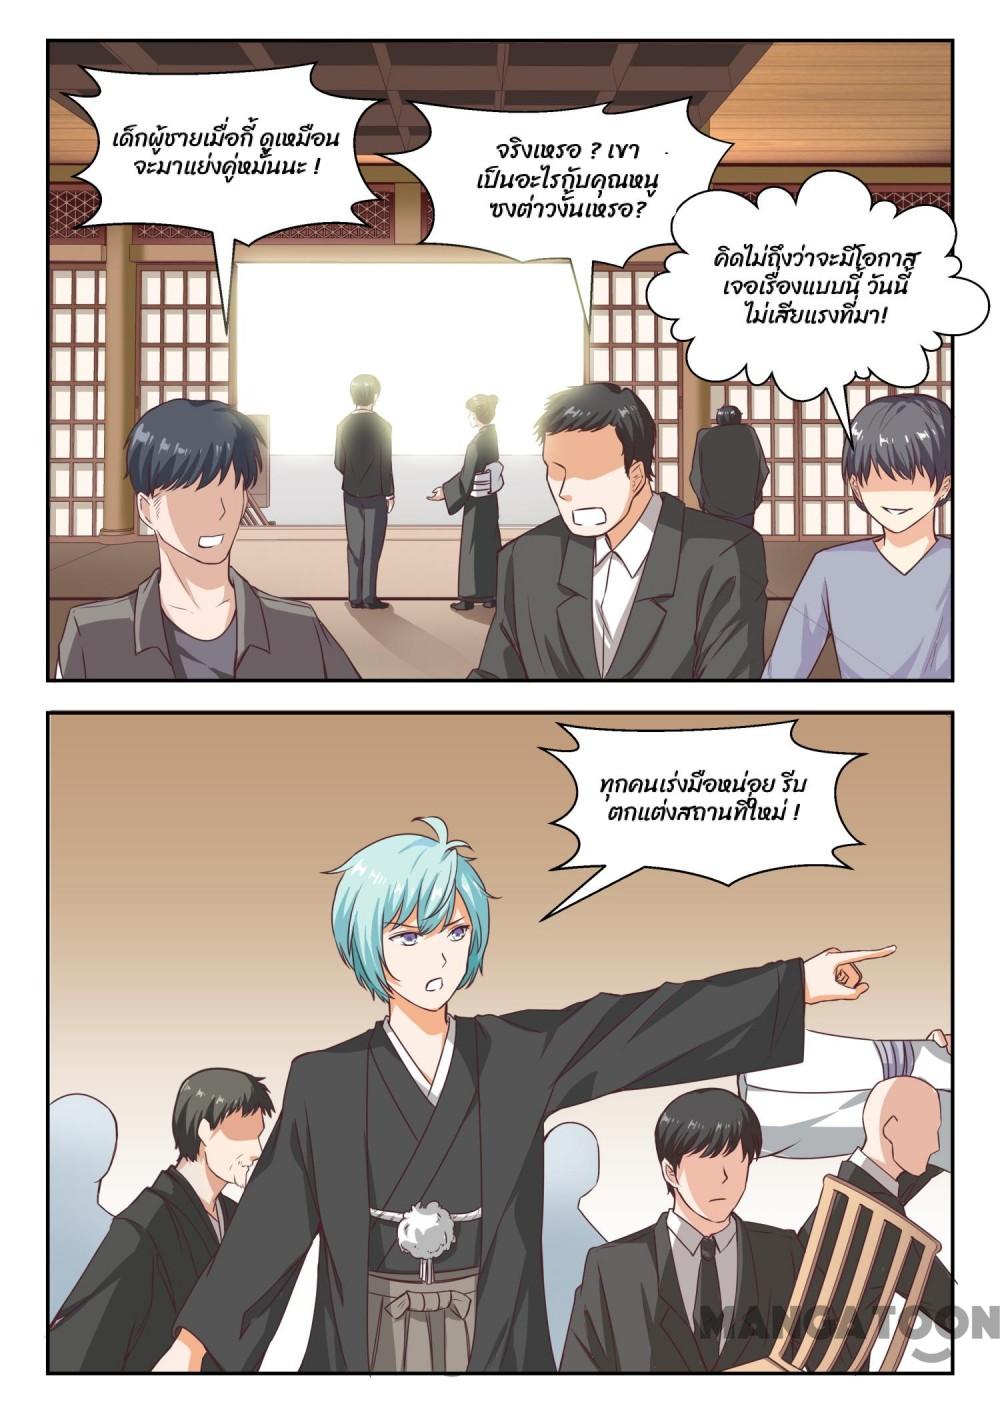 เด็กผู้ชายเมื่อกี้ ดูเหมือน
จะมาแย่งคู่หมั้นนะ !
จริงเหรอ ? เขา
เป็นอะไรกับคุณหนู
ซงต่าวงั้นเหรอ?
คิดไม่ถึงว่าจะมีโอกาส
เจอเรื่องแบบนี้ วันนี้
ไม่เสียแรงที่มา!
ทุกคนเร่งมือหน่อย รีบ
ตกแต่งสถานที่ใหม่ !
MANGATOON